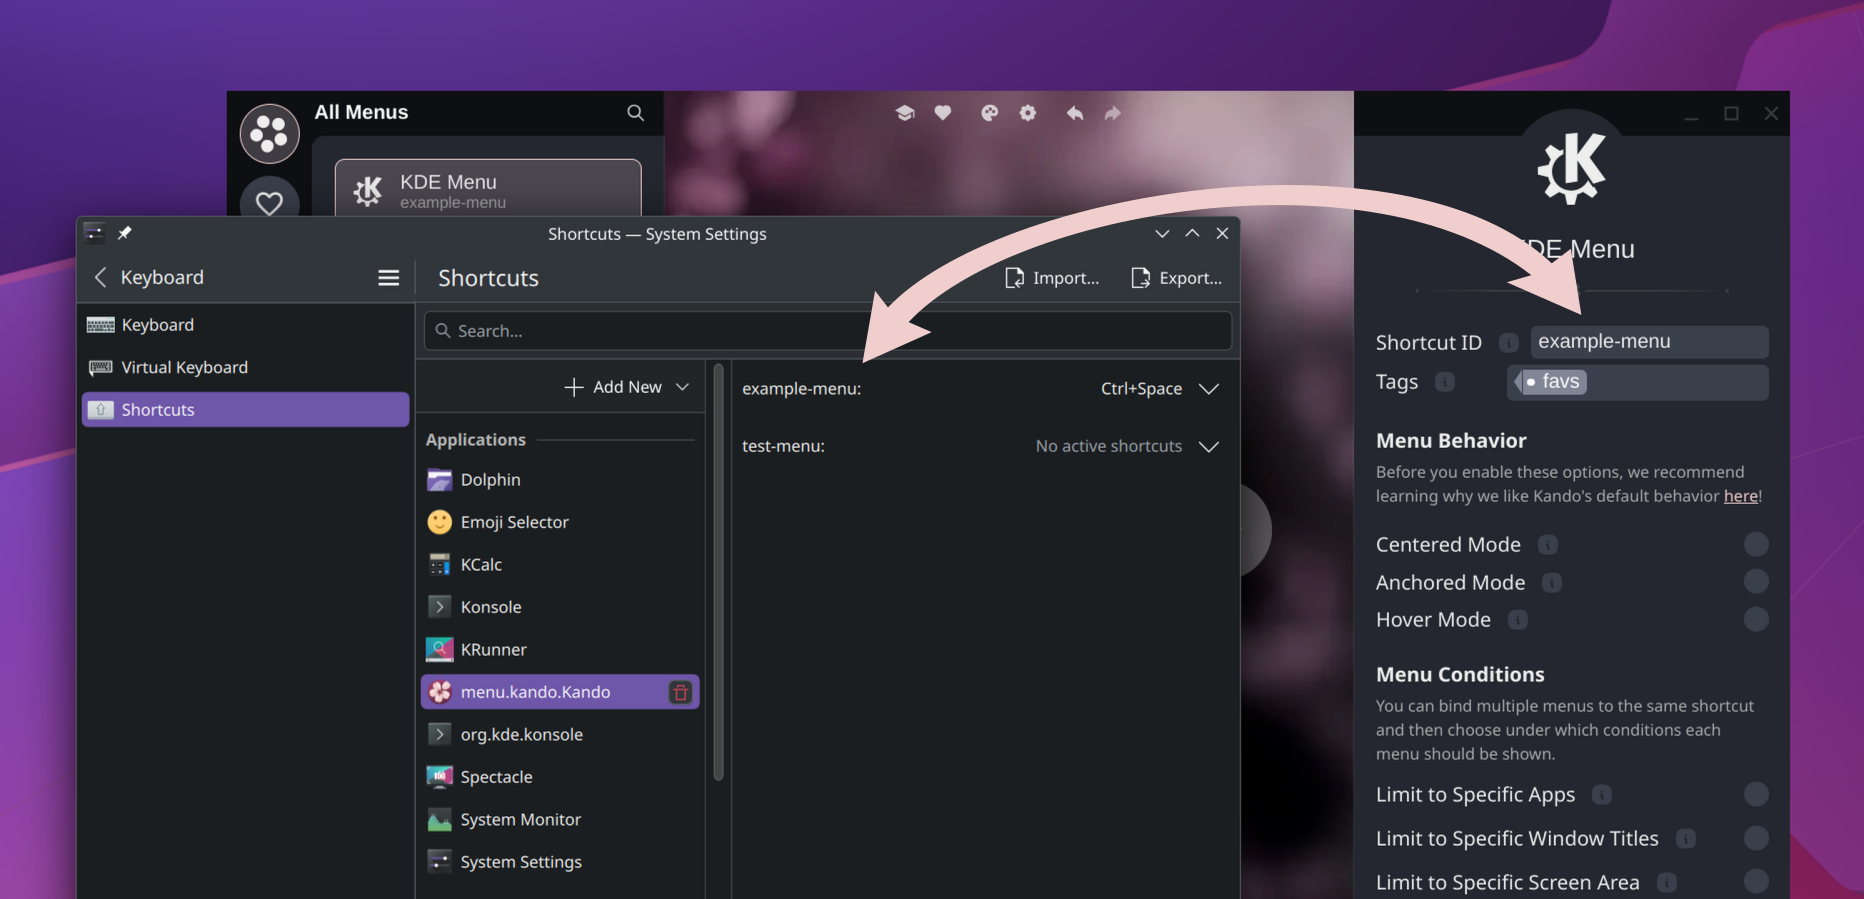 All Menus
KDE Menu
example-menu
Shortcuts — System Settings
Keyboard
Shortcuts
Import...
Export...
Keyboard
Virtual Keyboard
Shortcuts
Search...
Add New
Applications
Dolphin
Emoji Selector
KCalc
Konsole
KRunner
menu.kando.Kando
org.kde.konsole
Spectacle
System Monitor
System Settings
example-menu:
Ctrl+Space
test-menu:
No active shortcuts
KDE Menu
Shortcut ID
example-menu
Tags
favs
Menu Behavior
Before you enable these options, we recommend
learning why we like Kando's default behavior here!
Centered Mode
Anchored Mode
Hover Mode
Menu Conditions
You can bind multiple menus to the same shortcut
and then choose under which conditions each
menu should be shown.
Limit to Specific Apps
Limit to Specific Window Titles
Limit to Specific Screen Area